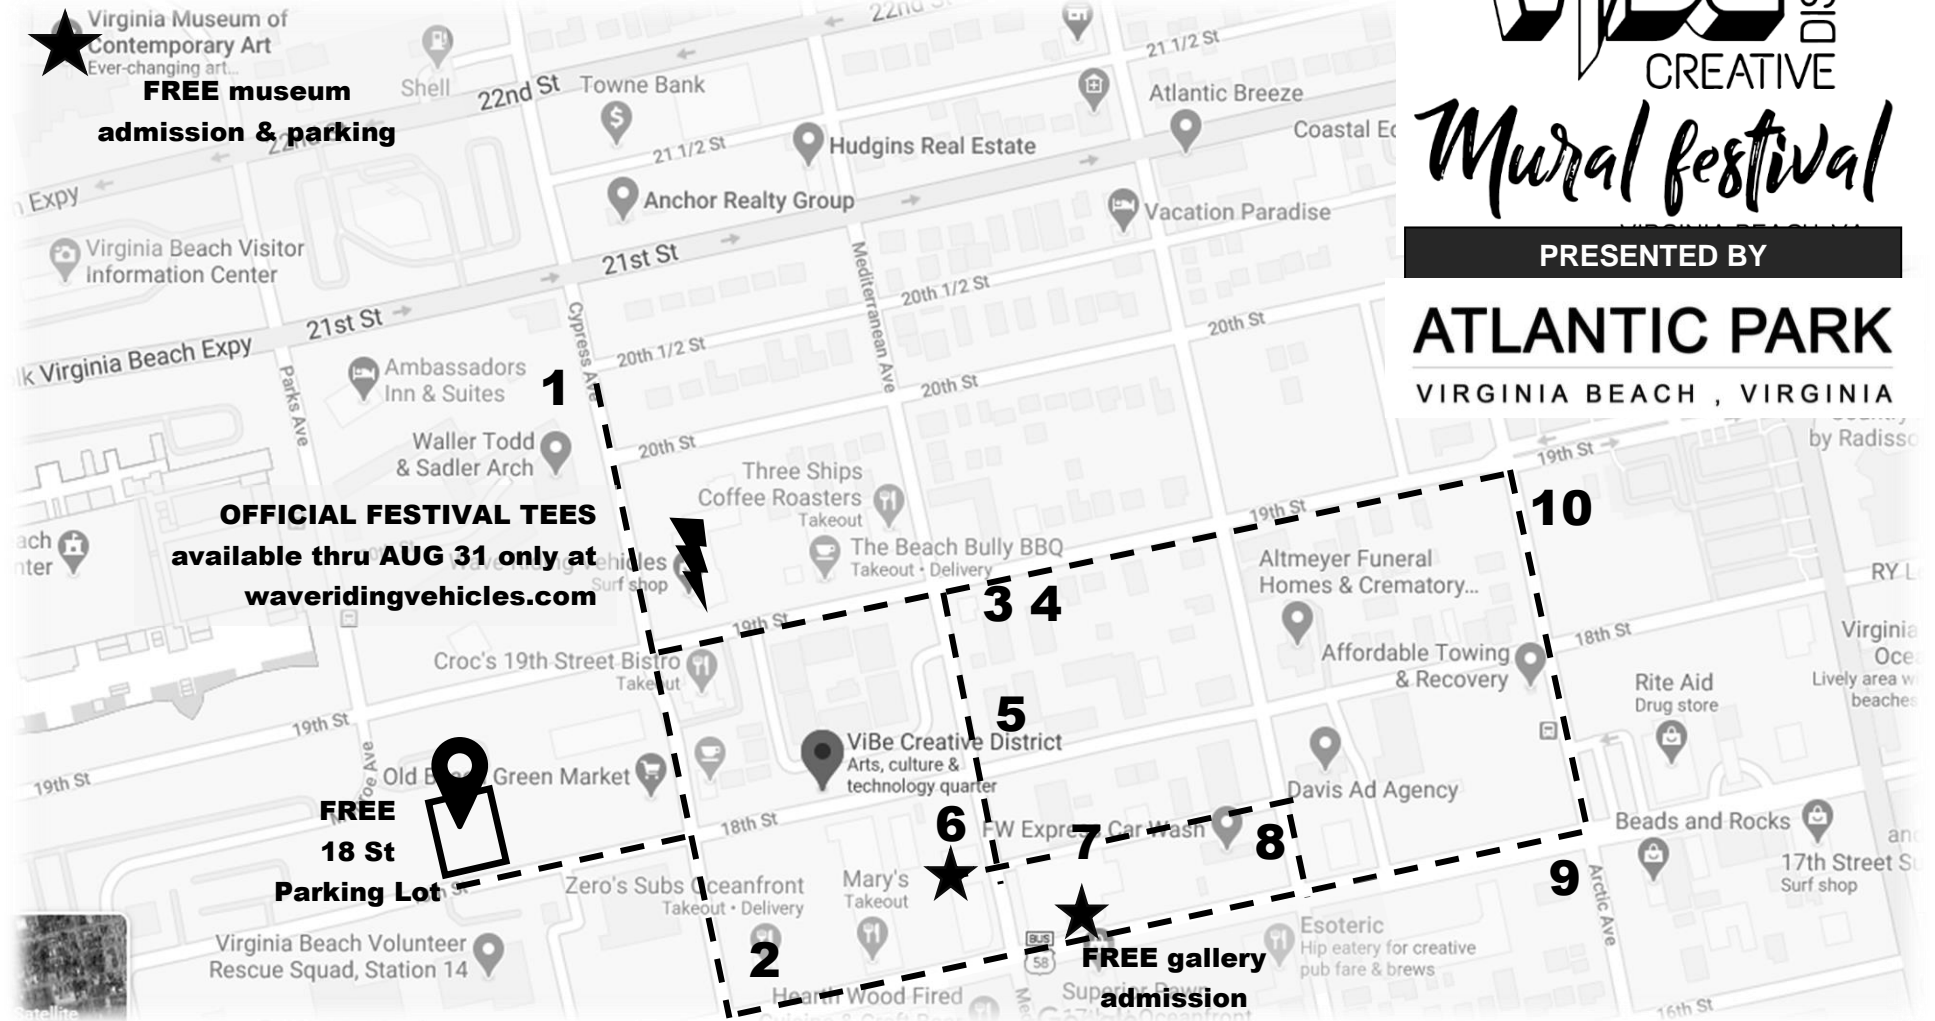 Virginia Museum of
Contemporary Art
Ever-changing art...
FREE museum
admission & parking
Shell
22nd St
Towne Bank
22nd
21 1/2 St
Atlantic Breeze
CREATIVE
Mural festival
PRESENTED BY
ATLANTIC PARK
VIRGINIA BEACH , VIRGINIA
21 1/2 St
Hudgins Real Estate
Expy
Anchor Realty Group
Vacation Paradise
Virginia Beach Visitor
Information Center
21st St
Mediterranean Ave
20th 1/2 St
Cypress Ave
21st St
20th St
Virginia Beach Expy
20th 1/2 St
Ambassadors
Inn & Suites
1
20th St
Parks Ave
Waller Todd
& Sadler Arch
20th St
by Radisso
19th St
Three Ships
Coffee Roasters
Takeout
10
OFFICIAL FESTIVAL TEES
available thru AUG 31 only at
waveridingvehicles.com
Surf shop
19th St
The Beach Bully BBQ
Takeout • Delivery
Altmeyer Funeral
Homes & Crematory...
3 4
19th St
18th St
Croc's 19th Street Bistro
Takeout
Affordable Towing
& Recovery
Virginia
Lively area
beaches
Rite Aid
Drug store
5
19th St
ViBe Creative District
Arts, culture &
technology quarter
Old Beach Green Market
19th St
Davis Ad Agency
FREE
18 St
Parking Lot
18th St
6
FW Express Car Wash
7
8
Beads and Rocks
9
17th Street
Surf shop
Zero's Subs Oceanfront
Takeout • Delivery
Mary's
Takeout
Arctic Ave
Virginia Beach Volunteer
Rescue Squad, Station 14
2
BUS
58
Esoteric
Hip eatery for creative
pub fare & brews
FREE gallery
admission
Hearth Wood Fired
16th St
Satellite